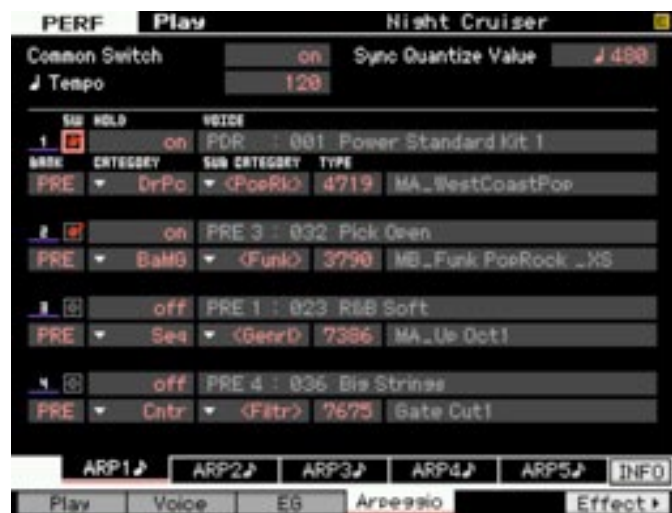 PERF Play Night Cruiser
Common Switch on Sync Quantize Value ♩480
♩ Tempo 120
SW HOLD VOICE
1 on PDR : 001 Power Standard Kit 1
BANK CATEGORY SUB CATEGORY TYPE
PRE DrPc <PopRk> 4719 MA_WestCoastPop
2 on PRE 3 : 032 Pick Open
PRE BaMG <Funk> 3790 MB_Funk PopRock _XS
3 off PRE 1 : 023 R&B Soft
PRE Seq <Genrl> 7386 MA_Up Oct1
4 off PRE 4 : 036 Big Strings
PRE Cntr <Filtr> 7675 Gate Cut1
ARP1♪ ARP2♪ ARP3♪ ARP4♪ ARP5♪ INFO
Play Voice EG Arpeggio Effect